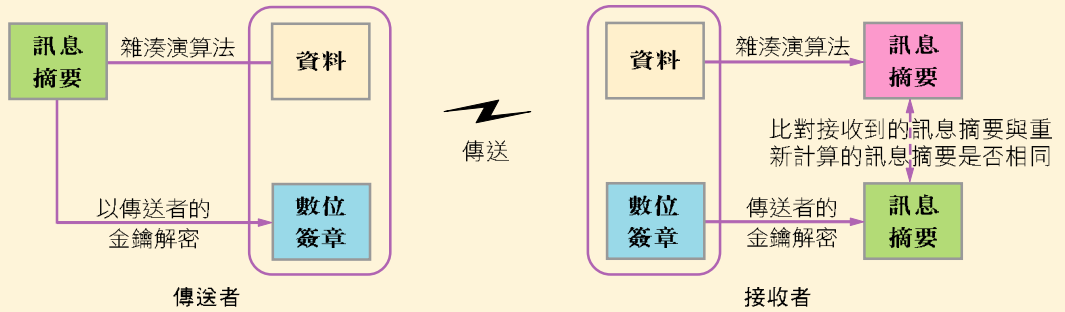 訊息
摘要
雜湊演算法
資料
以傳送者的
金鑰解密
數位
簽章
傳送者
傳送
資料
雜湊演算法
訊息
摘要
比對接收到的訊息摘要與重
新計算的訊息摘要是否相同
數位
簽章
傳送者的
金鑰解密
訊息
摘要
接收者